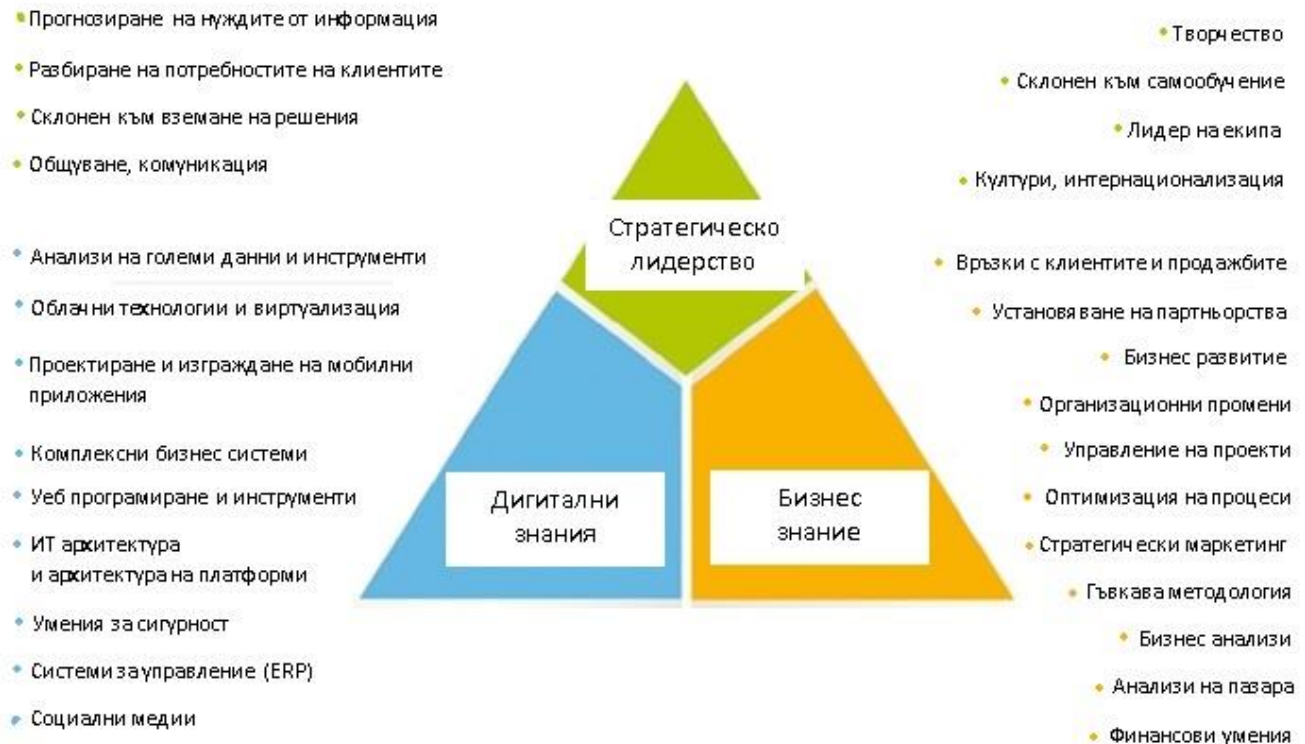 Прогнозиране на нуждите от информация
Разбиране на потребностите на клиентите
Склонен към вземане на решения
Общуване, комуникация
Творчество
Склонен към самообучение
Лидер на екипа
Култури, интернационализация
Стратегическо
лидерство
Анализи на големи данни и инструменти
Облачни технологии и виртуализация
Проектиране и изграждане на мобилни
приложения
Комплексни бизнес системи
Уеб програмиране и инструменти
ИТ архитектура
и архитектура на платформи
Умения за сигурност
Системи за управление (ERP)
Социални медии
Дигитални
знания
Бизнес
знание
Връзки с клиентите и продажбите
Установяване на партньорства
Бизнес развитие
Организационни промени
Управление на проекти
Оптимизация на процеси
Стратегически маркетинг
Гъвкава методология
Бизнес анализи
Анализи на пазара
Финансови умения